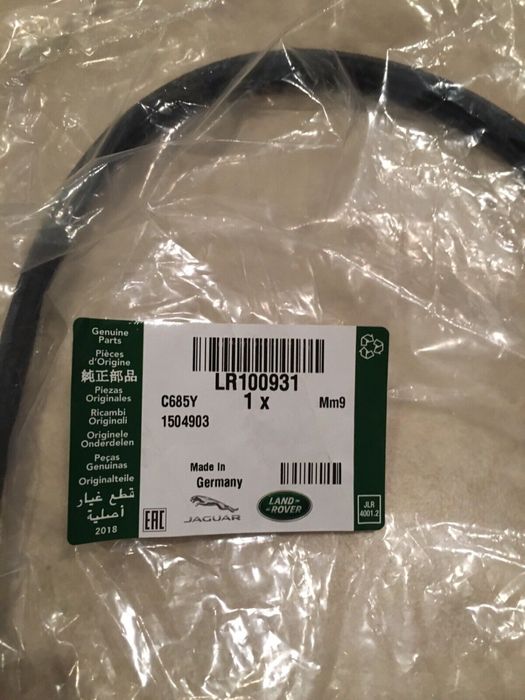 Genuine
Parts
Pièces
d'Origine
純正部品
Piezas
Originales
Ricambi
Originali
Originele
Onderdelen
Peças
Genuínas
Originalteile
قطع غيار
أصلية
2018
LR100931
C685Y 1 x Mm9
1504903
Made In
Germany
EAC
JAGUAR
LAND-
-ROVER
JLR
4001.2